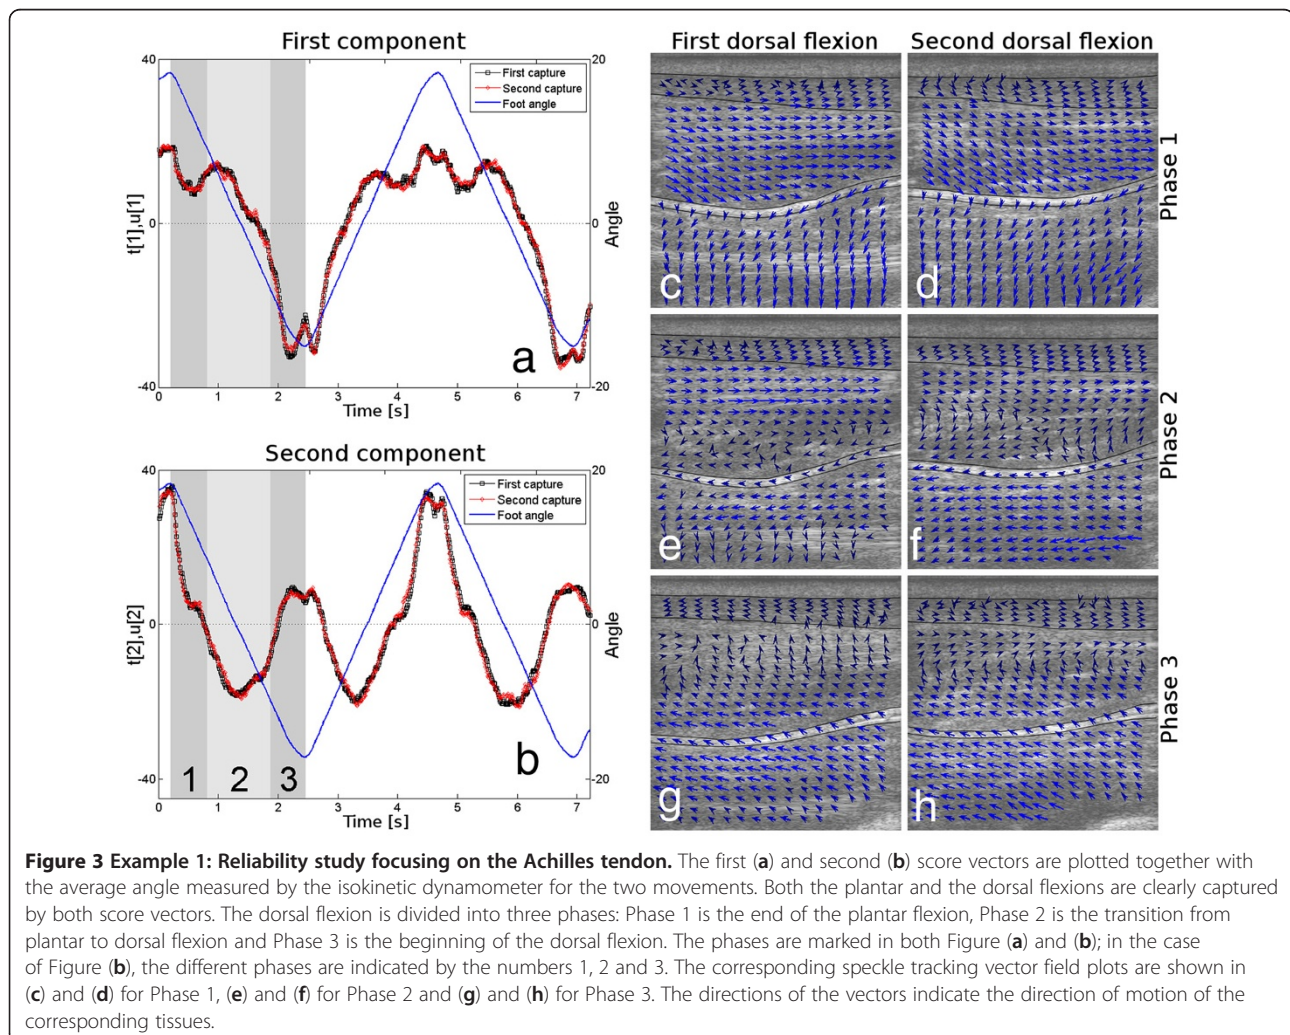 First component
First capture
Second capture
Foot angle
40
0
-40
t[1],u[1]
20
0
-20
Angle
0 1 2 3 4 5 6 7
Time [s]
a
Second component
First capture
Second capture
Foot angle
40
0
-40
t[2],u[2]
20
0
-20
Angle
1 2 3
b
0 1 2 3 4 5 6 7
Time [s]
First dorsal flexion Second dorsal flexion
c d Phase 1
e f Phase 2
g h Phase 3
Figure 3 Example 1: Reliability study focusing on the Achilles tendon. The first (a) and second (b) score vectors are plotted together with
the average angle measured by the isokinetic dynamometer for the two movements. Both the plantar and the dorsal flexions are clearly captured
by both score vectors. The dorsal flexion is divided into three phases: Phase 1 is the end of the plantar flexion, Phase 2 is the transition from
plantar to dorsal flexion and Phase 3 is the beginning of the dorsal flexion. The phases are marked in both Figure (a) and (b); in the case
of Figure (b), the different phases are indicated by the numbers 1, 2 and 3. The corresponding speckle tracking vector field plots are shown in
(c) and (d) for Phase 1, (e) and (f) for Phase 2 and (g) and (h) for Phase 3. The directions of the vectors indicate the direction of motion of the
corresponding tissues.